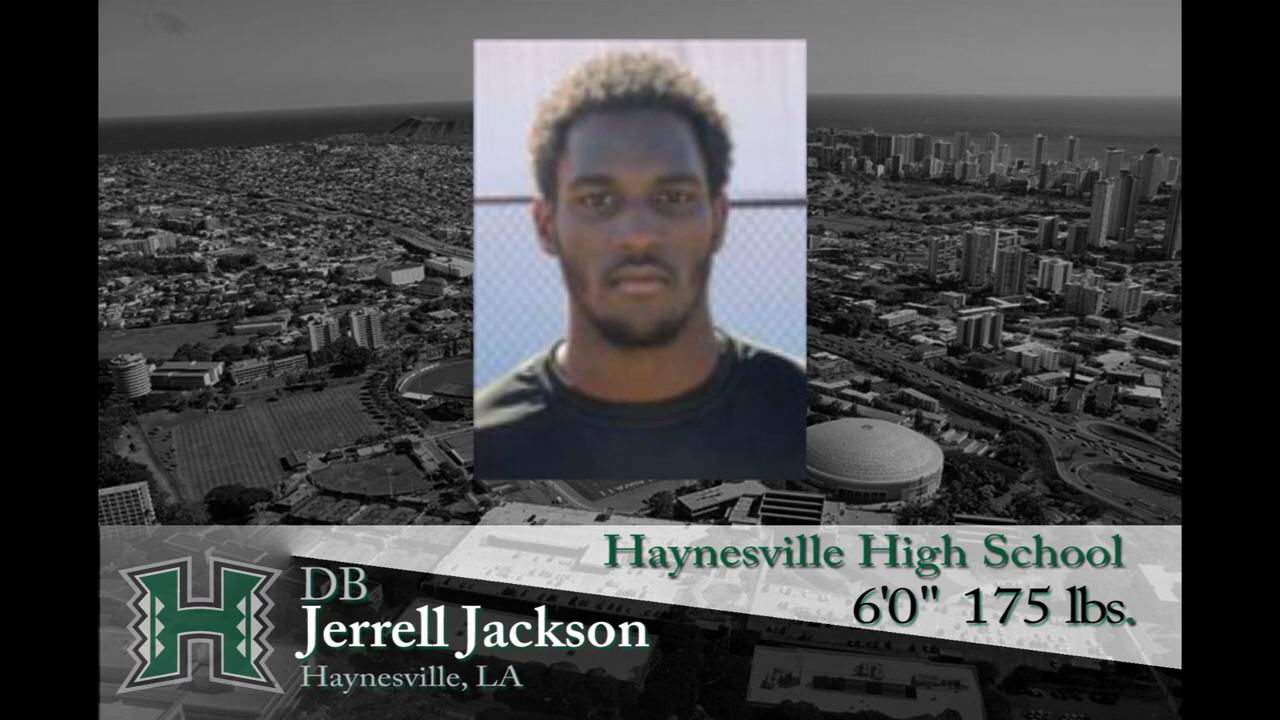 Haynesville High School
6'0" 175 lbs.
H
DB
Jerrell Jackson
Haynesville, LA